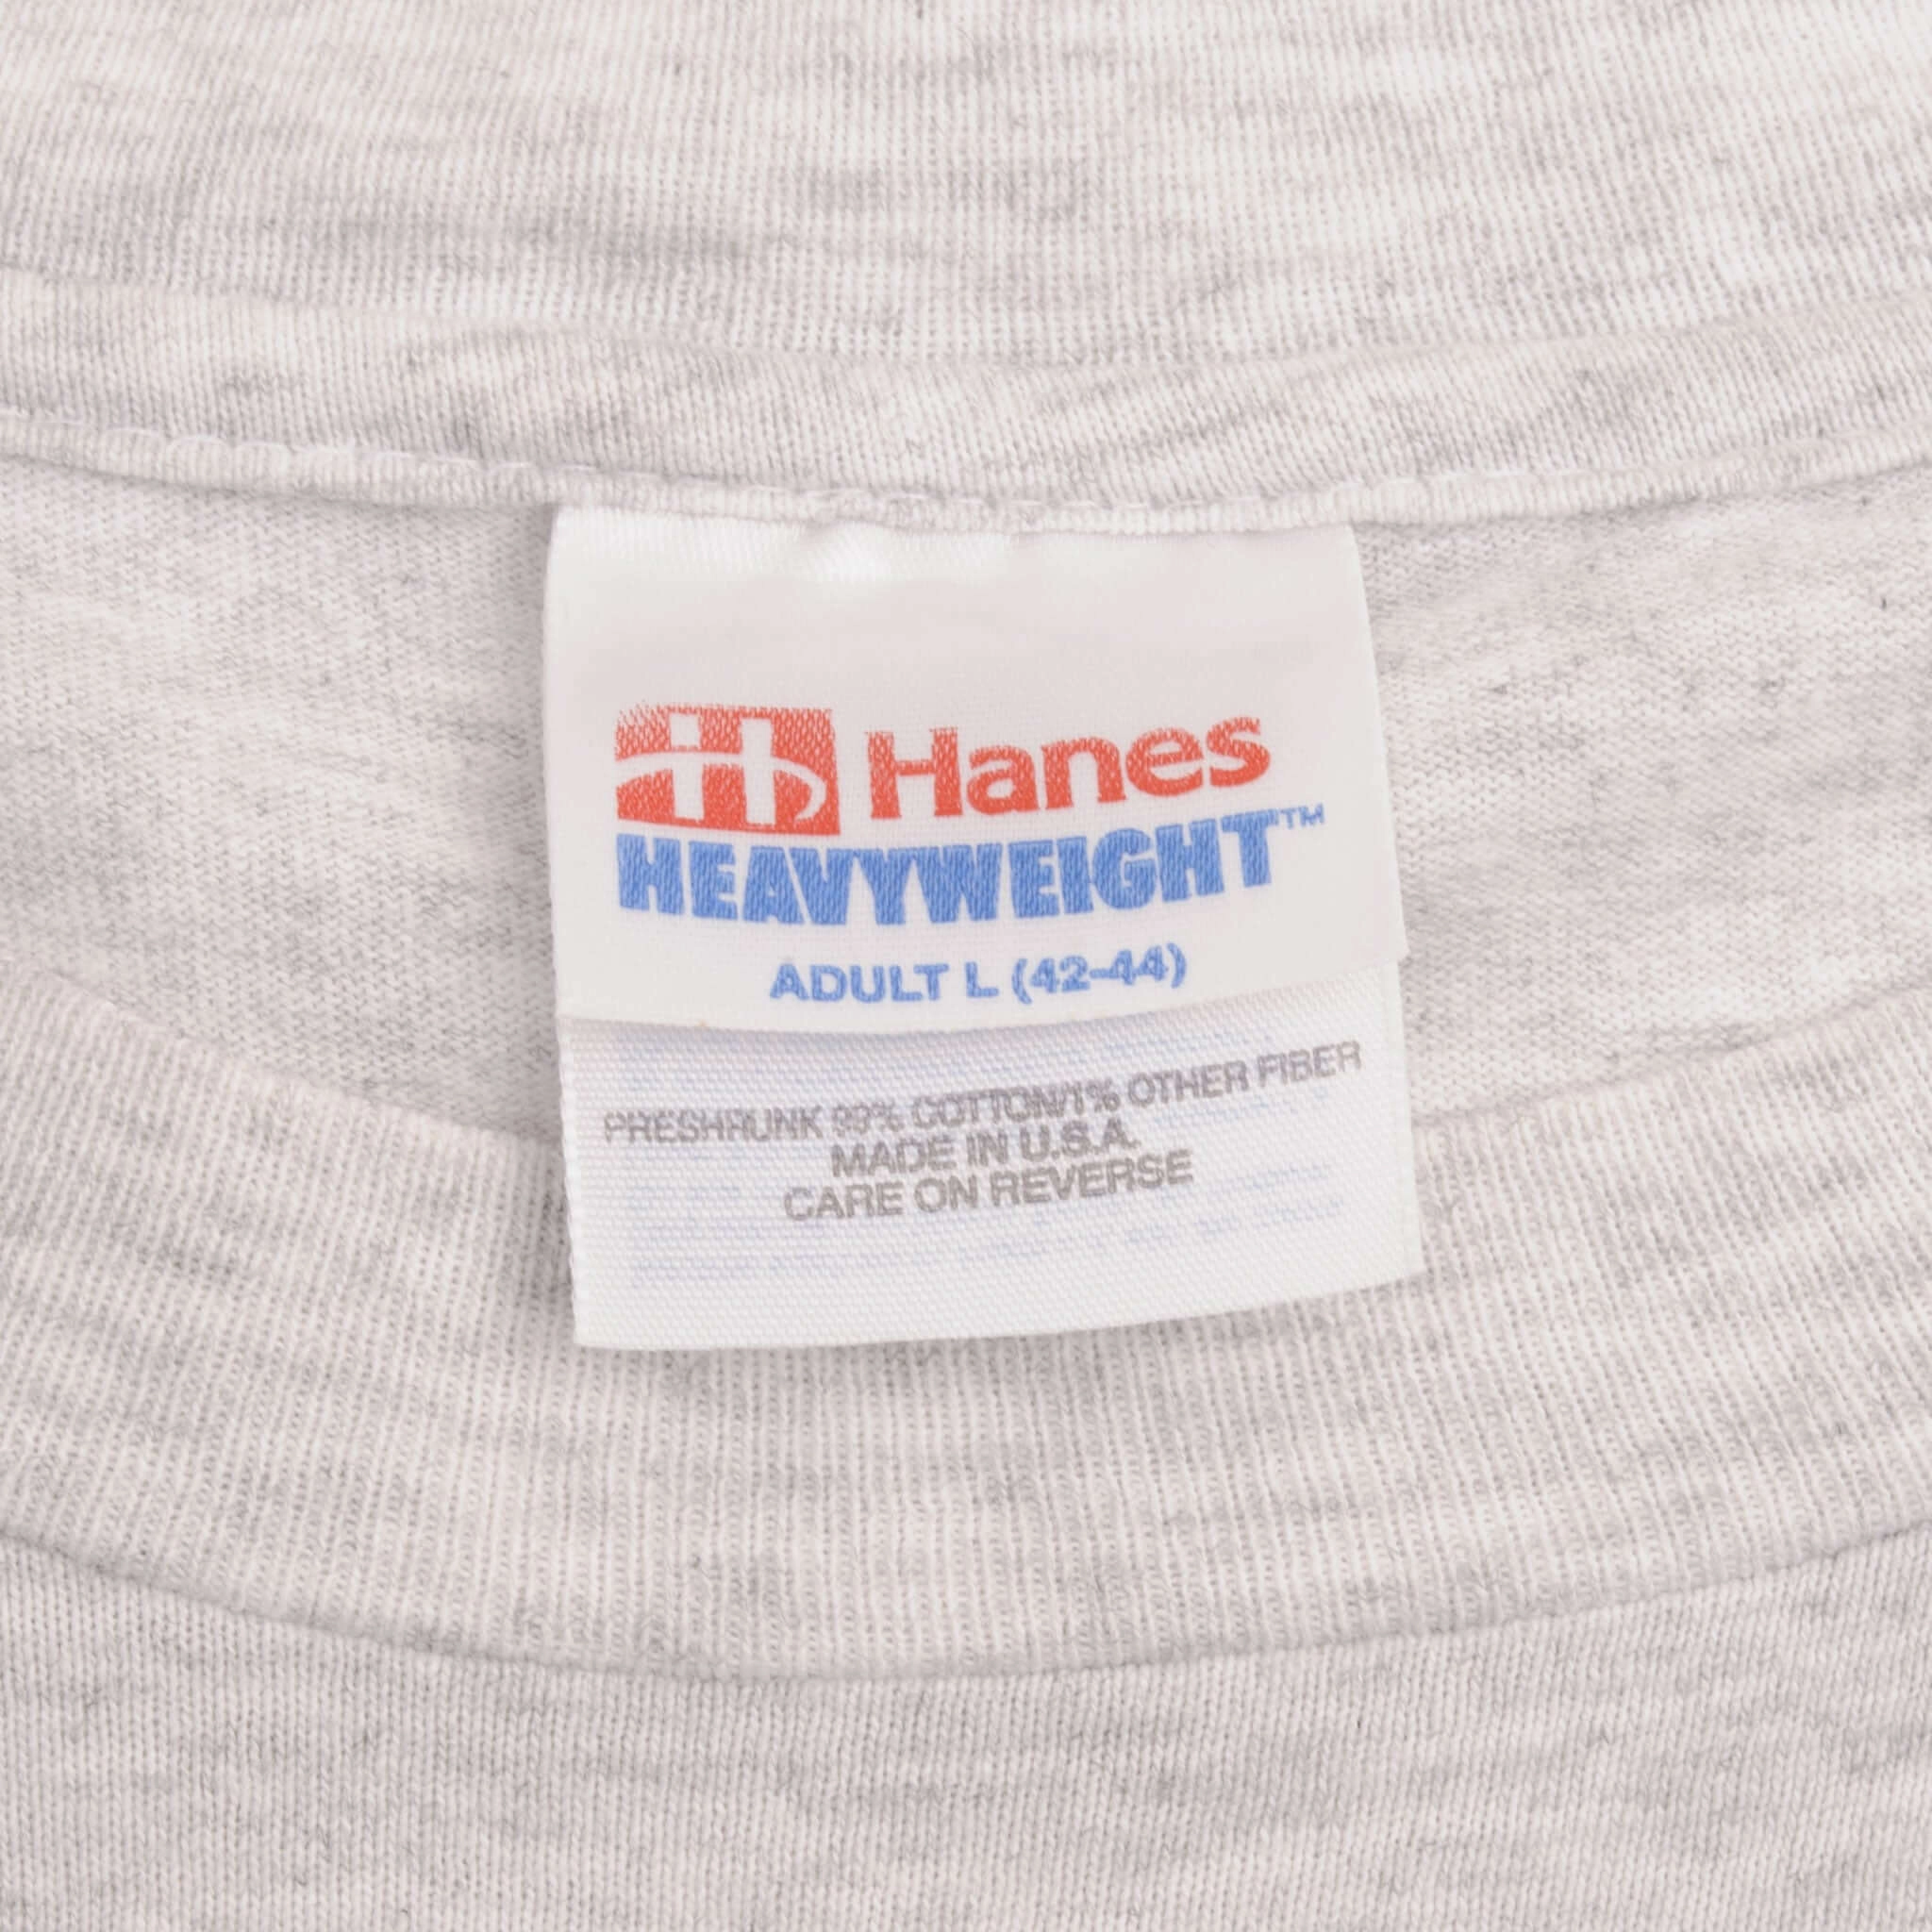 Hanes
HEAVYWEIGHT™
ADULT L (42-44)
PRESHRUNK 99% COTTON/1% OTHER FIBER
MADE IN U.S.A.
CARE ON REVERSE